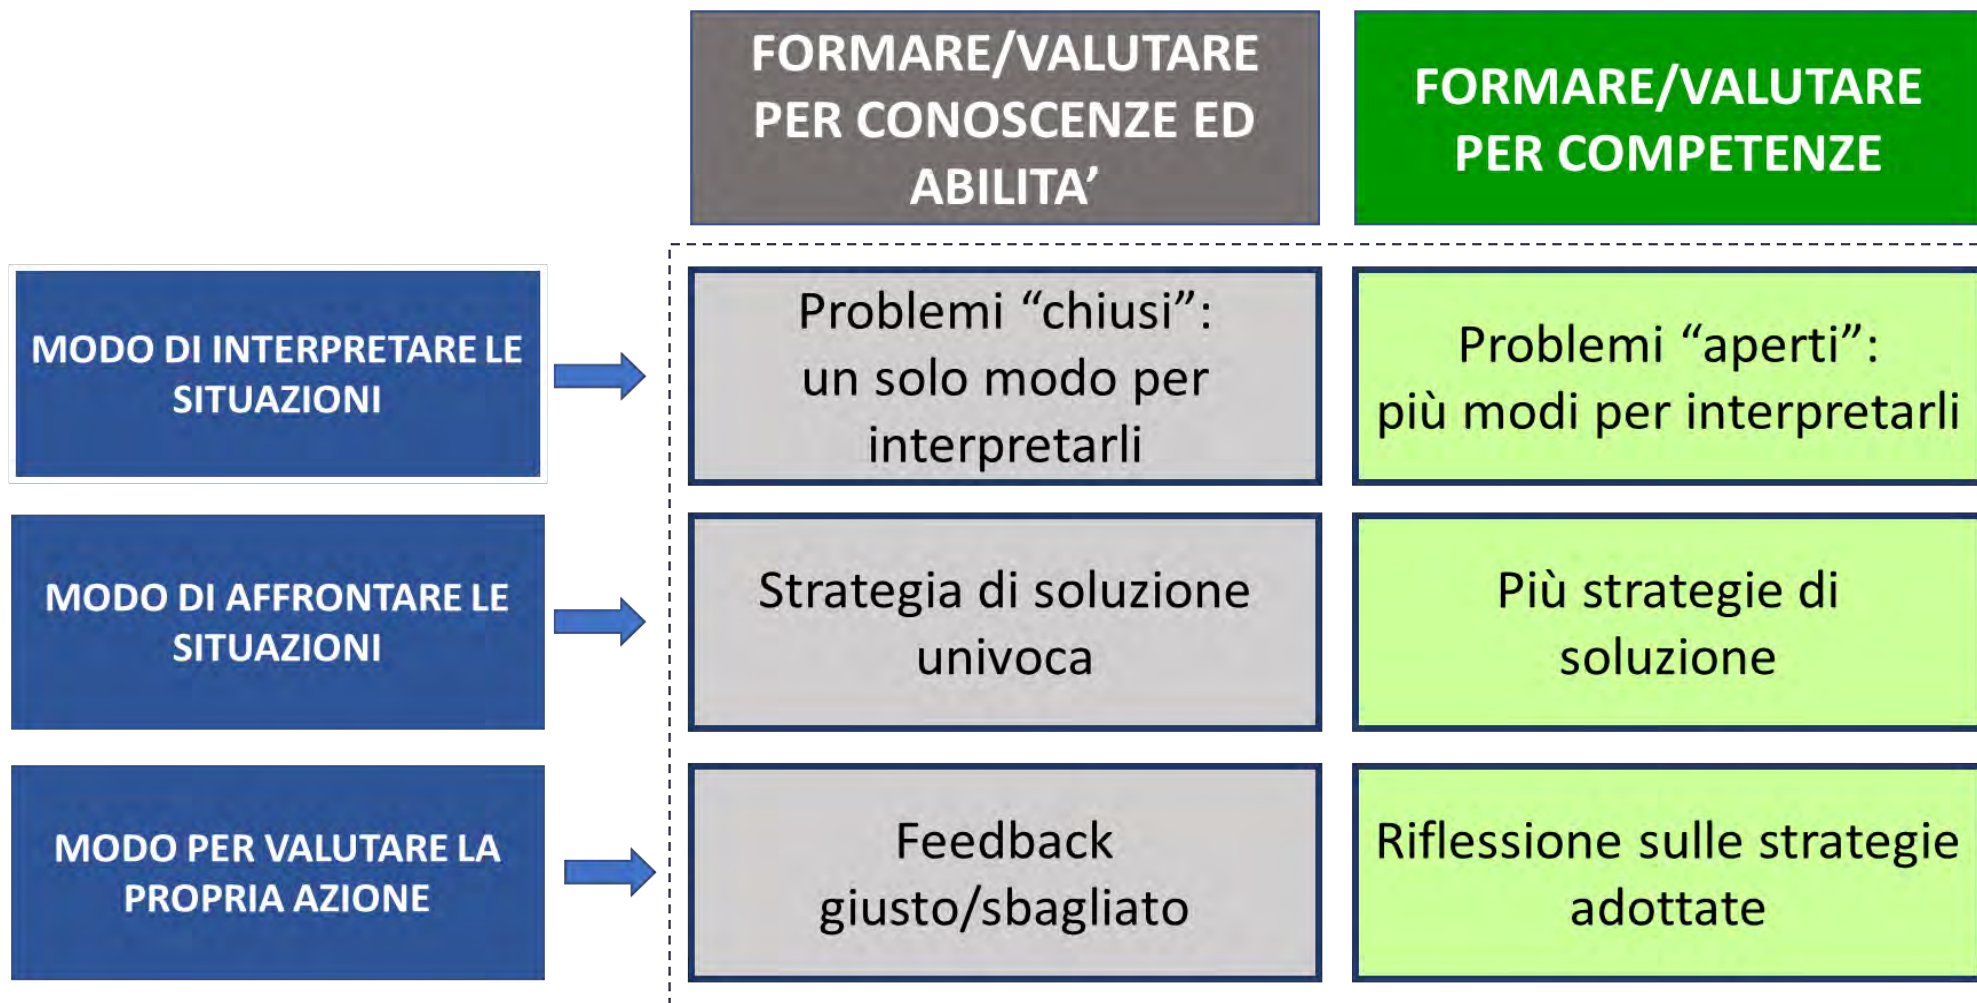 FORMARE/VALUTARE
PER CONOSCENZE ED
ABILITA’
FORMARE/VALUTARE
PER COMPETENZE
MODO DI INTERPRETARE LE
SITUAZIONI
Problemi “chiusi”:
un solo modo per
interpretarli
Problemi “aperti”:
più modi per interpretarli
MODO DI AFFRONTARE LE
SITUAZIONI
Strategia di soluzione
univoca
Più strategie di
soluzione
MODO PER VALUTARE LA
PROPRIA AZIONE
Feedback
giusto/sbagliato
Riflessione sulle strategie
adottate